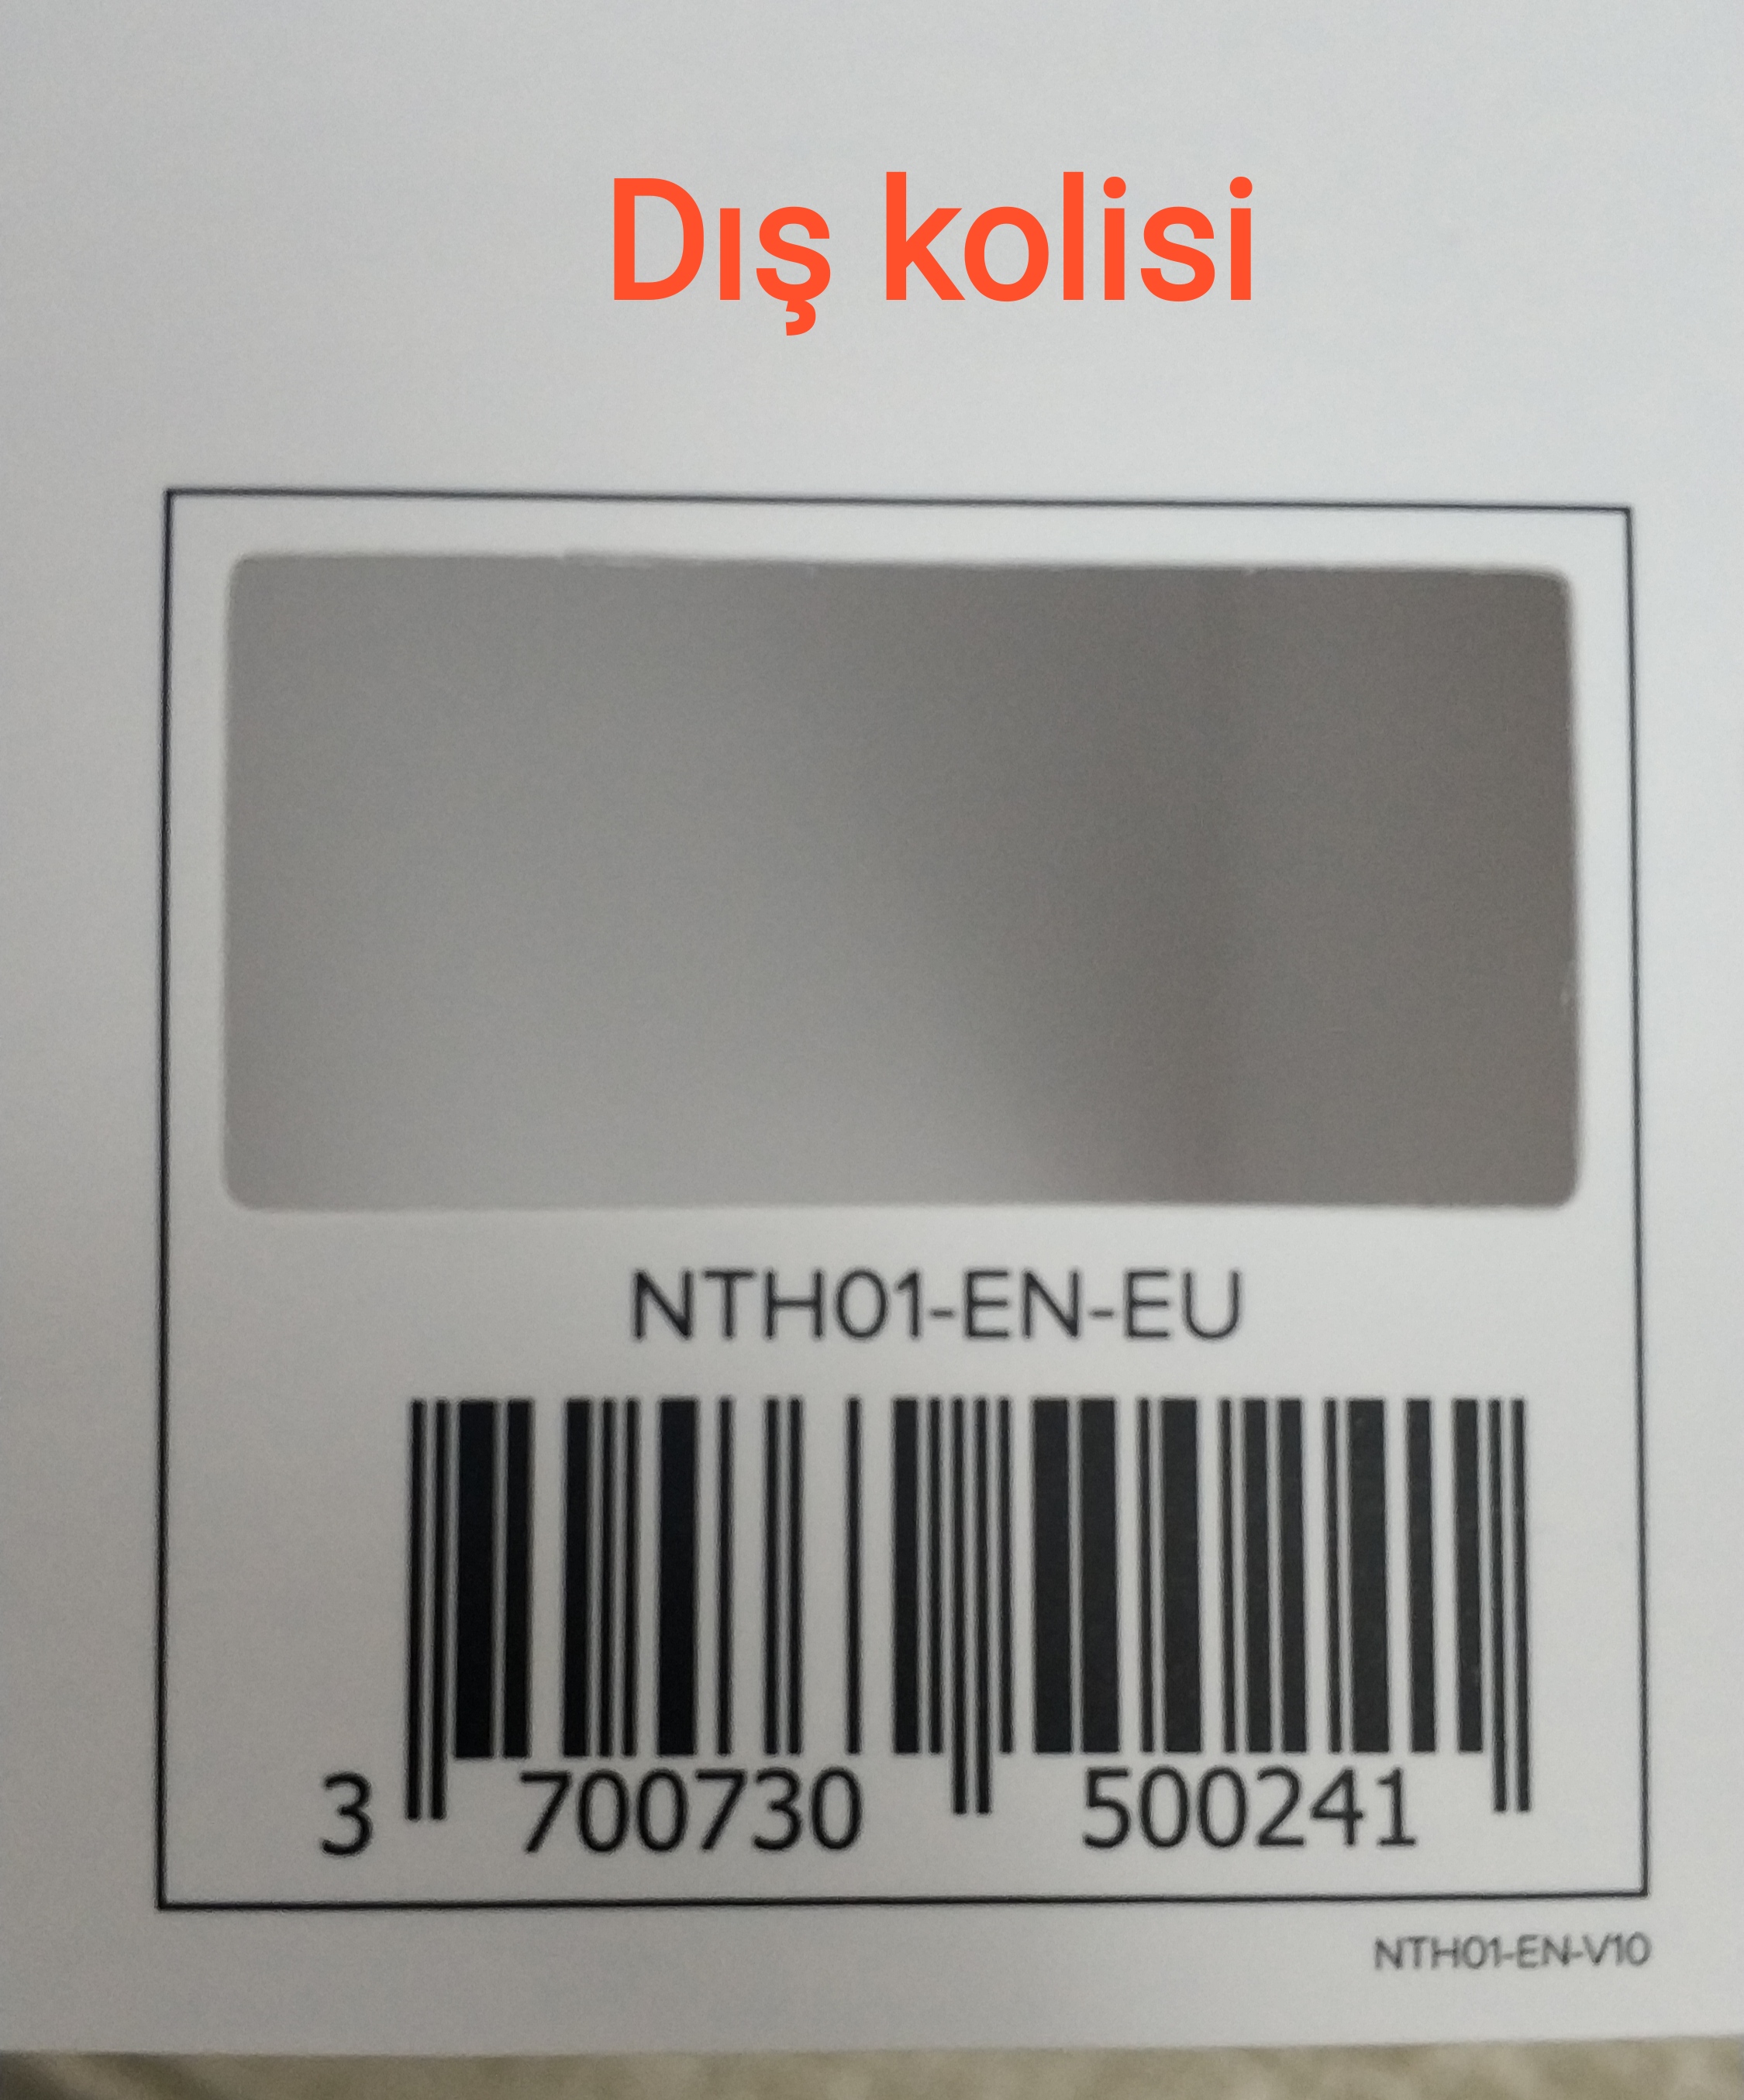 Dış kolisi
NTH01-EN-EU
3 700730 500241
NTH01-EN-V10